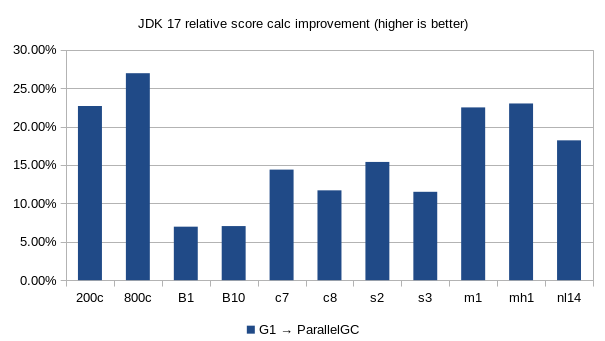 JDK 17 relative score calc improvement (higher is better)
30.00%
25.00%
20.00%
15.00%
10.00%
5.00%
0.00%
200c 800c B1 B10 c7 c8 s2 s3 m1 mh1 nl14
G1 → ParallelGC